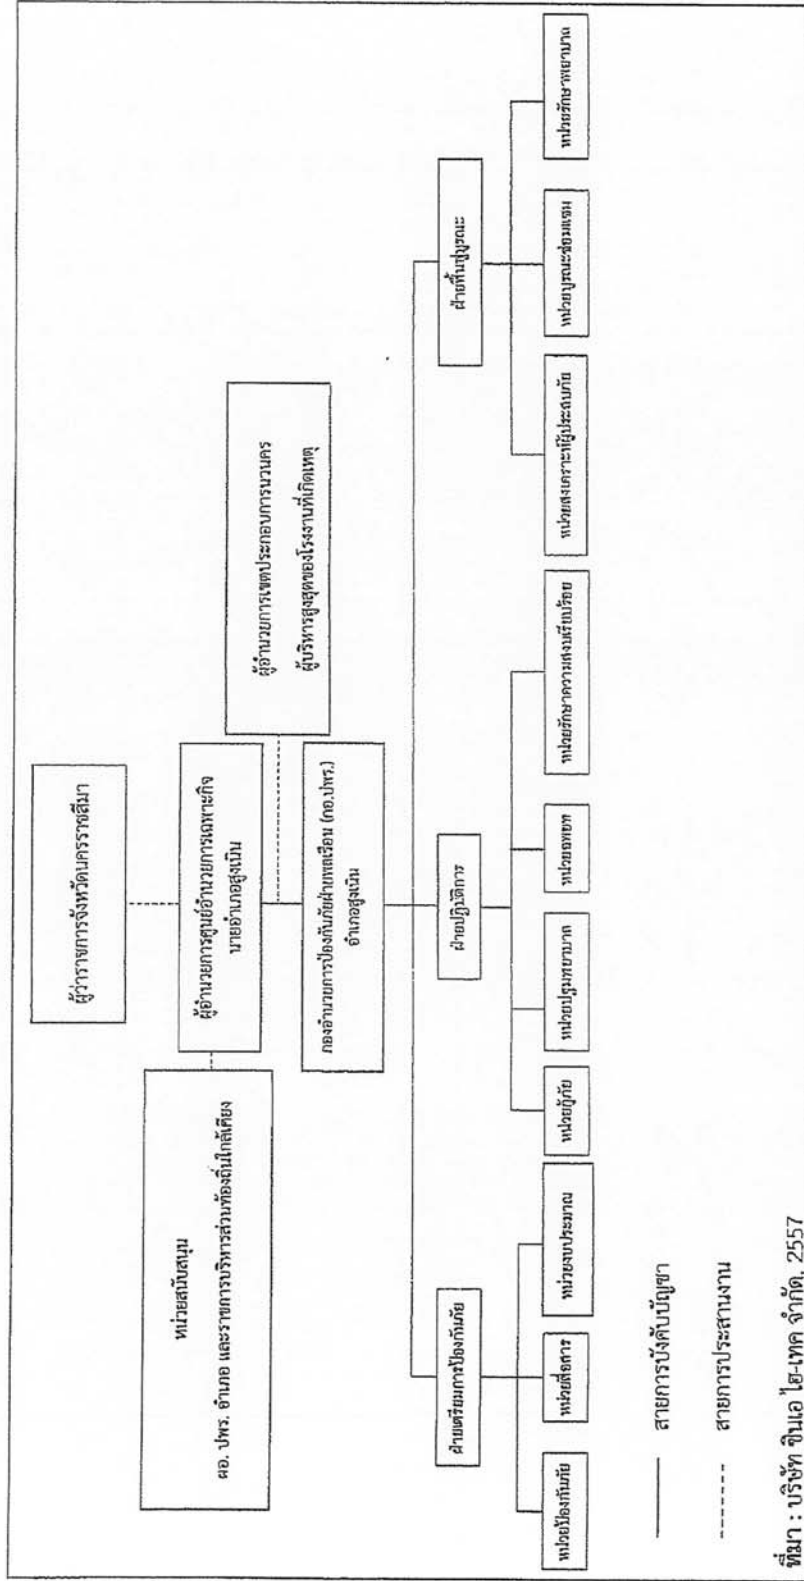 ผู้ว่าราชการจังหวัดนครราชสีมา
หน่วยสนับสนุน
ผอ. ปพร. อำเภอ และราชการบริหารส่วนท้องถิ่นใกล้เคียง
ผู้อำนวยการศูนย์อำนวยการเฉพาะกิจ
นายอำเภอสูงเนิน
ผู้อำนวยการเขตประกอบการนวนคร
ผู้บริหารสูงสุดของโรงงานที่เกิดเหตุ
กองอำนวยการป้องกันภัยฝ่ายพลเรือน (กอ.ปพร.)
อำเภอสูงเนิน
ฝ่ายเตรียมการป้องกันภัย
ฝ่ายปฏิบัติการ
ฝ่ายฟื้นฟูบูรณะ
หน่วยป้องกันภัย
หน่วยสื่อสาร
หน่วยงบประมาณ
หน่วยกู้ภัย
หน่วยปฐมพยาบาล
หน่วยอพยพ
หน่วยรักษาความสงบเรียบร้อย
หน่วยสงเคราะห์ผู้ประสบภัย
หน่วยบูรณะซ่อมแซม
หน่วยรักษาพยาบาล
สายการบังคับบัญชา
สายการประสานงาน
ที่มา : บริษัท ชินเอ ไฮ-เทค จำกัด, 2557